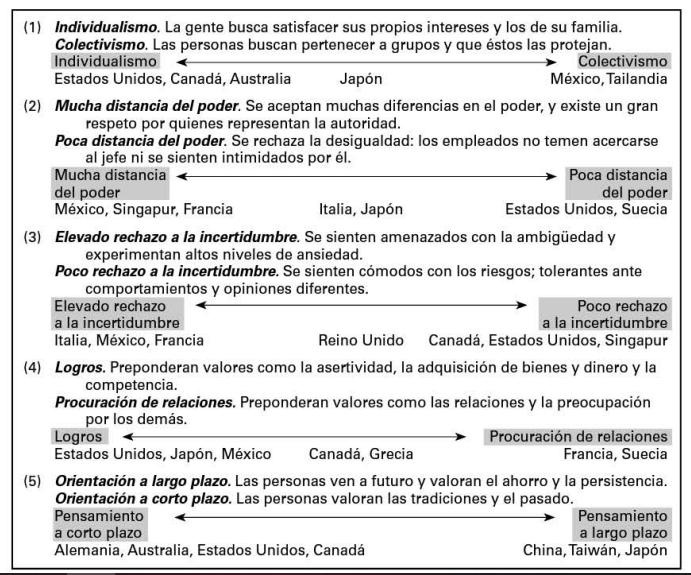 (1) Individualismo. La gente busca satisfacer sus propios intereses y los de su familia.
Colectivismo. Las personas buscan pertenecer a grupos y que éstos las protejan.
Individualismo Colectivismo
Estados Unidos, Canadá, Australia Japón México, Tailandia
(2) Mucha distancia del poder. Se aceptan muchas diferencias en el poder, y existe un gran
respeto por quienes representan la autoridad.
Poca distancia del poder. Se rechaza la desigualdad: los empleados no temen acercarse
al jefe ni se sienten intimidados por él.
Mucha distancia Poca distancia
del poder del poder
México, Singapur, Francia Italia, Japón Estados Unidos, Suecia
(3) Elevado rechazo a la incertidumbre. Se sienten amenazados con la ambigüedad y
experimentan altos niveles de ansiedad.
Poco rechazo a la incertidumbre. Se sienten cómodos con los riesgos; tolerantes ante
comportamientos y opiniones diferentes.
Elevado rechazo Poco rechazo
a la incertidumbre a la incertidumbre
Italia, México, Francia Reino Unido Canadá, Estados Unidos, Singapur
(4) Logros. Preponderan valores como la asertividad, la adquisición de bienes y dinero y la
competencia.
Procuración de relaciones. Preponderan valores como las relaciones y la preocupación
por los demás.
Logros Procuración de relaciones
Estados Unidos, Japón, México Canadá, Grecia Francia, Suecia
(5) Orientación a largo plazo. Las personas ven a futuro y valoran el ahorro y la persistencia.
Orientación a corto plazo. Las personas valoran las tradiciones y el pasado.
Pensamiento Pensamiento
a corto plazo a largo plazo
Alemania, Australia, Estados Unidos, Canadá China, Taiwán, Japón